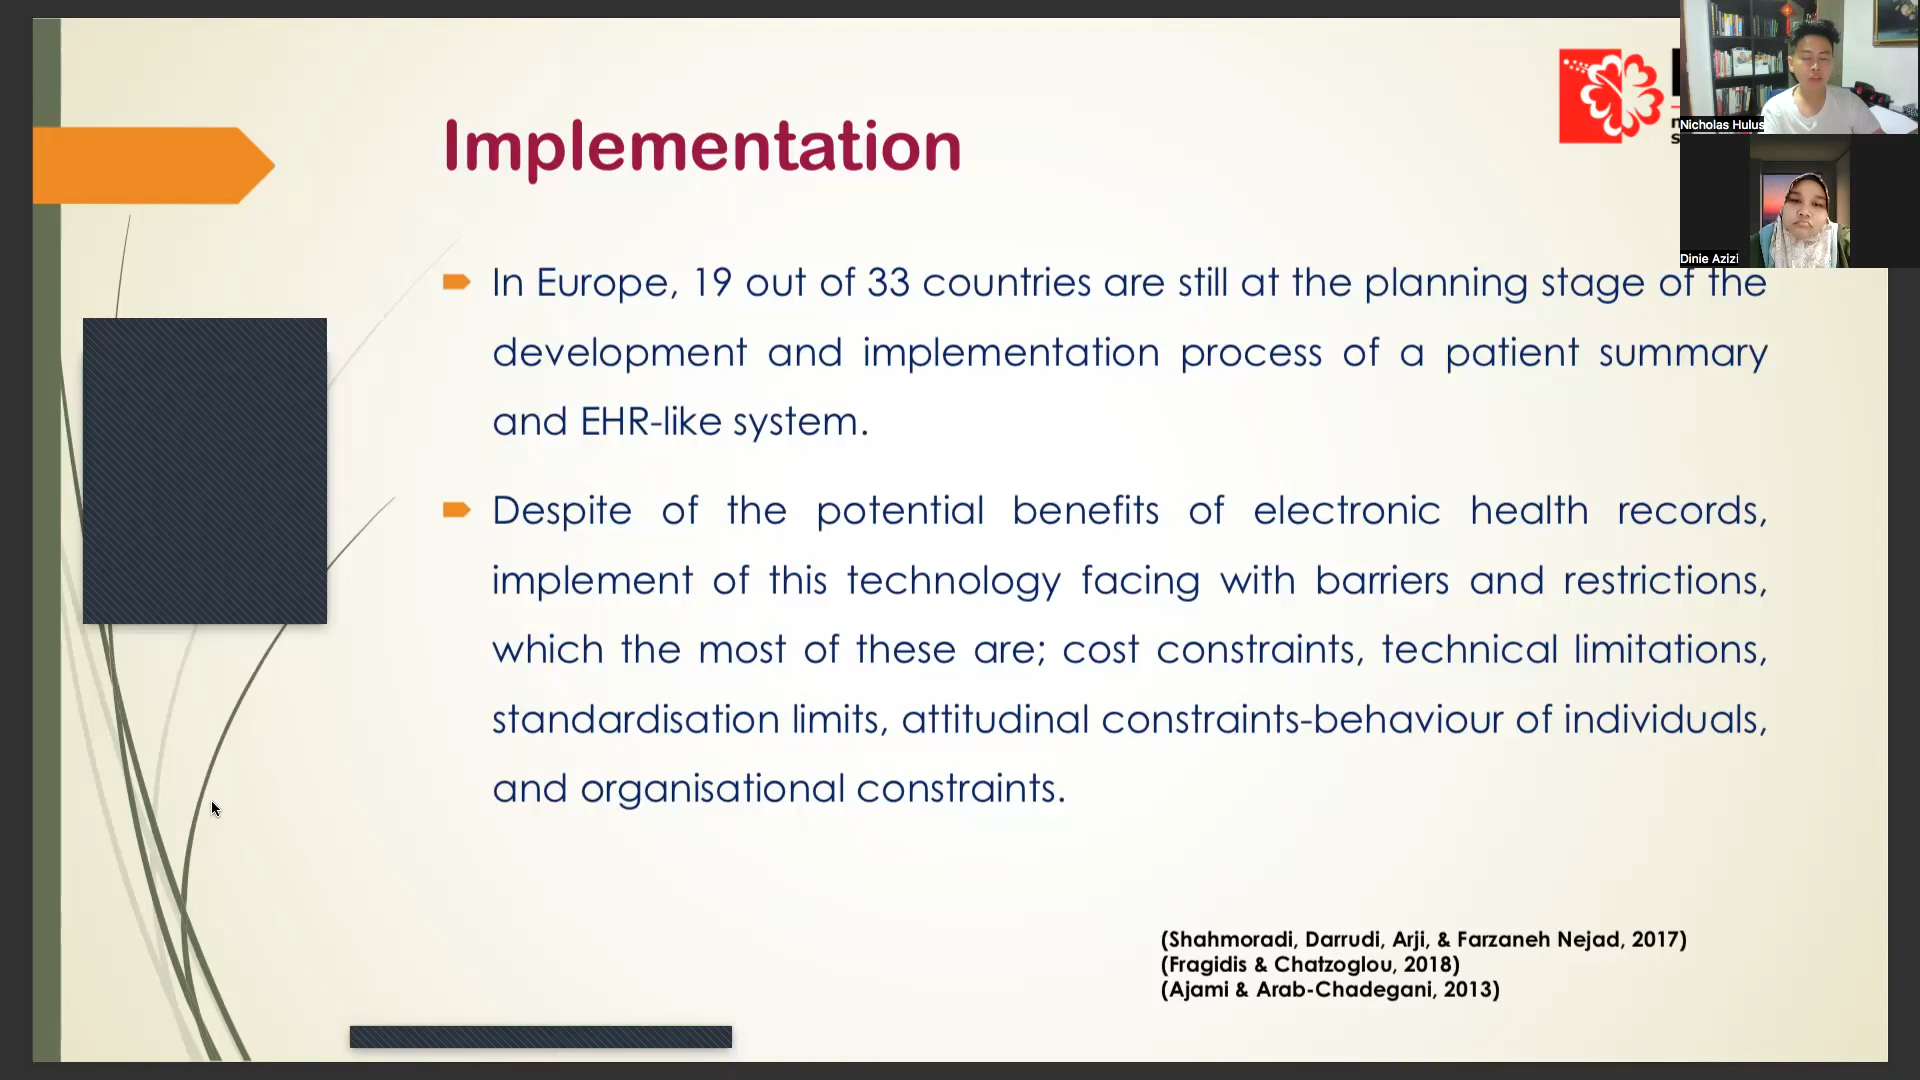 Implementation
In Europe, 19 out of 33 countries are still at the planning stage of the
development and implementation process of a patient summary
and EHR-like system.
Despite of the potential benefits of electronic health records,
implement of this technology facing with barriers and restrictions,
which the most of these are; cost constraints, technical limitations,
standardisation limits, attitudinal constraints-behaviour of individuals,
and organisational constraints.
(Shahmoradi, Darrudi, Arji, & Farzaneh Nejad, 2017)
(Fragidis & Chatzoglou, 2018)
(Ajami & Arab-Chadegani, 2013)
Nicholas Hulus
Dinie Azizi